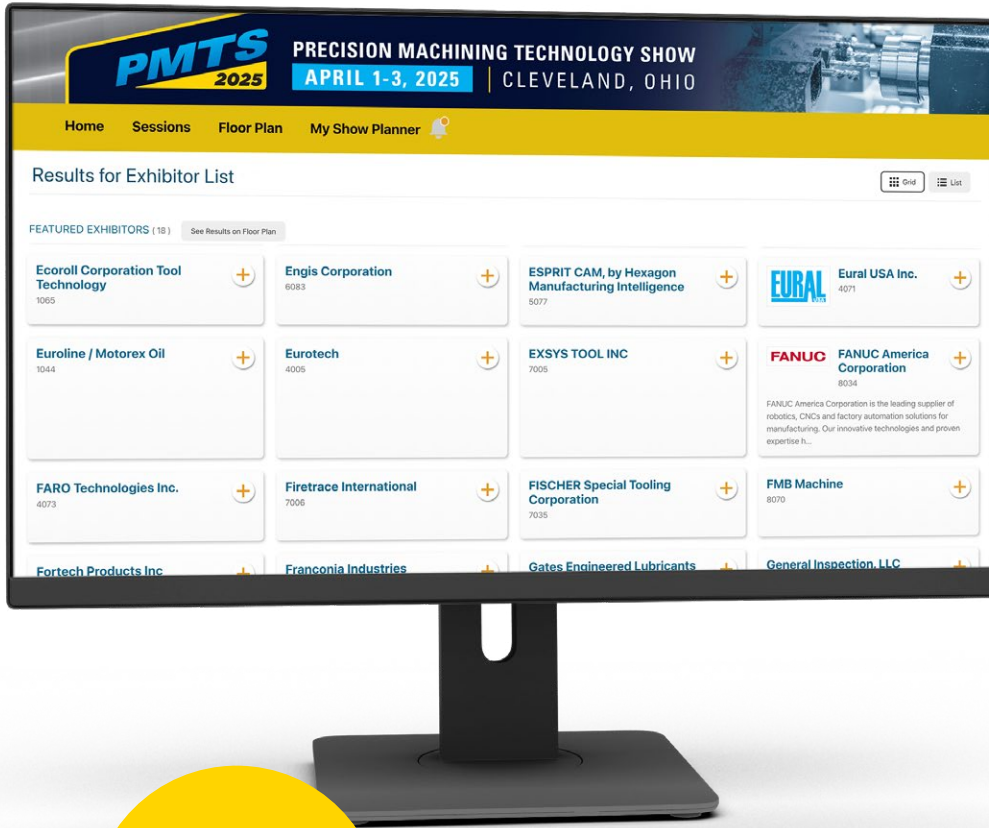 PMTS
2025
PRECISION MACHINING TECHNOLOGY SHOW
APRIL 1-3, 2025 | CLEVELAND, OHIO
Home Sessions Floor Plan My Show Planner
Results for Exhibitor List
Grid List
FEATURED EXHIBITORS (18) See Results on Floor Plan
Ecoroll Corporation Tool
Technology
1065
Engis Corporation
6083
ESPRIT CAM, by Hexagon
Manufacturing Intelligence
5077
EURAL
Eural USA Inc.
4071
Euroline / Motorex Oil
1044
Eurotech
4005
EXSYS TOOL INC
7005
FANUC
FANUC America
Corporation
8034
FANUC America Corporation is the leading supplier of
robotics, CNCs and factory automation solutions for
manufacturing. Our innovative technologies and proven
expertise h...
FARO Technologies Inc.
4073
Firetrace International
7006
FISCHER Special Tooling
Corporation
7035
FMB Machine
8070
Fortech Products Inc
Franconia Industries
Gates Engineered Lubricants
General Inspection, LLC